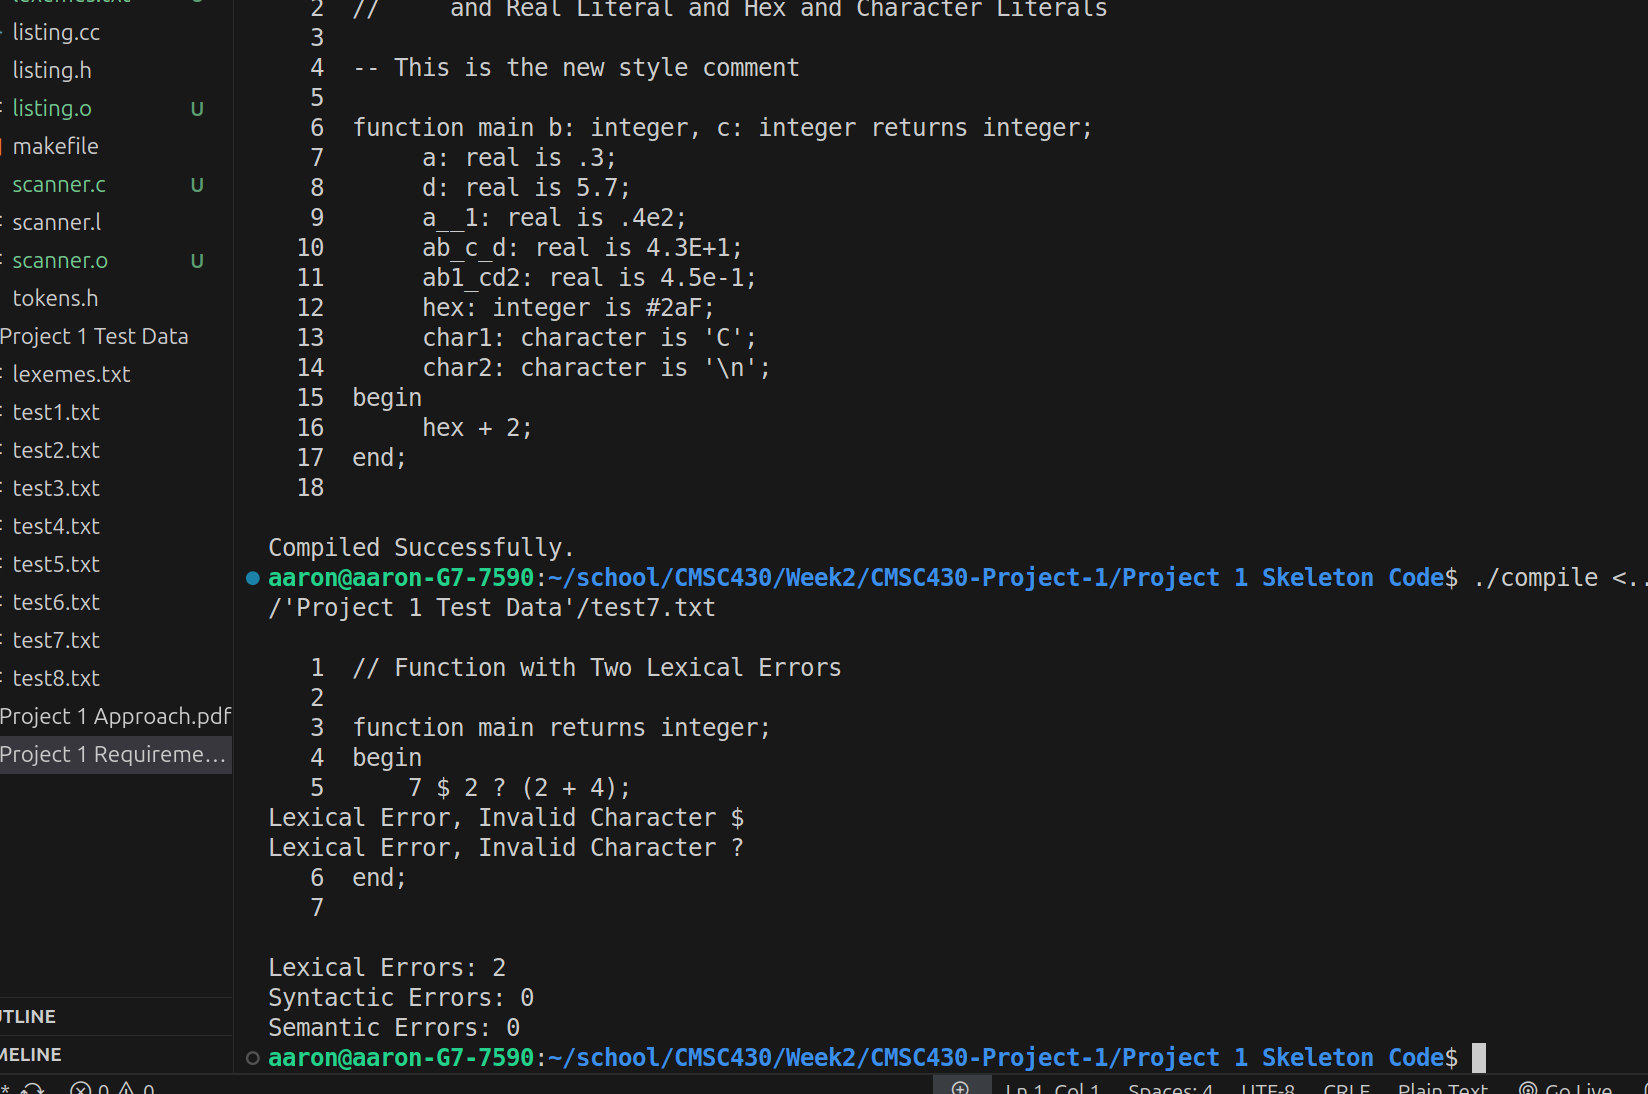 listing.cc
listing.h
listing.o U
makefile
scanner.c U
scanner.l
scanner.o U
tokens.h
Project 1 Test Data
lexemes.txt
test1.txt
test2.txt
test3.txt
test4.txt
test5.txt
test6.txt
test7.txt
test8.txt
Project 1 Approach.pdf
Project 1 Requireme...
2 // and Real Literal and Hex and Character Literals
3
4 -- This is the new style comment
5
6 function main b: integer, c: integer returns integer;
7 a: real is .3;
8 d: real is 5.7;
9 a__1: real is .4e2;
10 ab_c_d: real is 4.3E+1;
11 ab1_cd2: real is 4.5e-1;
12 hex: integer is #2aF;
13 char1: character is 'C';
14 char2: character is '\n';
15 begin
16 hex + 2;
17 end;
18
Compiled Successfully.
aaron@aaron-G7-7590:~/school/CMSC430/Week2/CMSC430-Project-1/Project 1 Skeleton Code$ ./compile <..
/'Project 1 Test Data'/test7.txt
1 // Function with Two Lexical Errors
2
3 function main returns integer;
4 begin
5 7 $ 2 ? (2 + 4);
Lexical Error, Invalid Character $
Lexical Error, Invalid Character ?
6 end;
7
Lexical Errors: 2
Syntactic Errors: 0
Semantic Errors: 0
aaron@aaron-G7-7590:~/school/CMSC430/Week2/CMSC430-Project-1/Project 1 Skeleton Code$
UTLINE
MELINE
* 0 0
Ln 1, Col 1 Spaces: 4 UTF-8 CRLF Plain Text Go Live